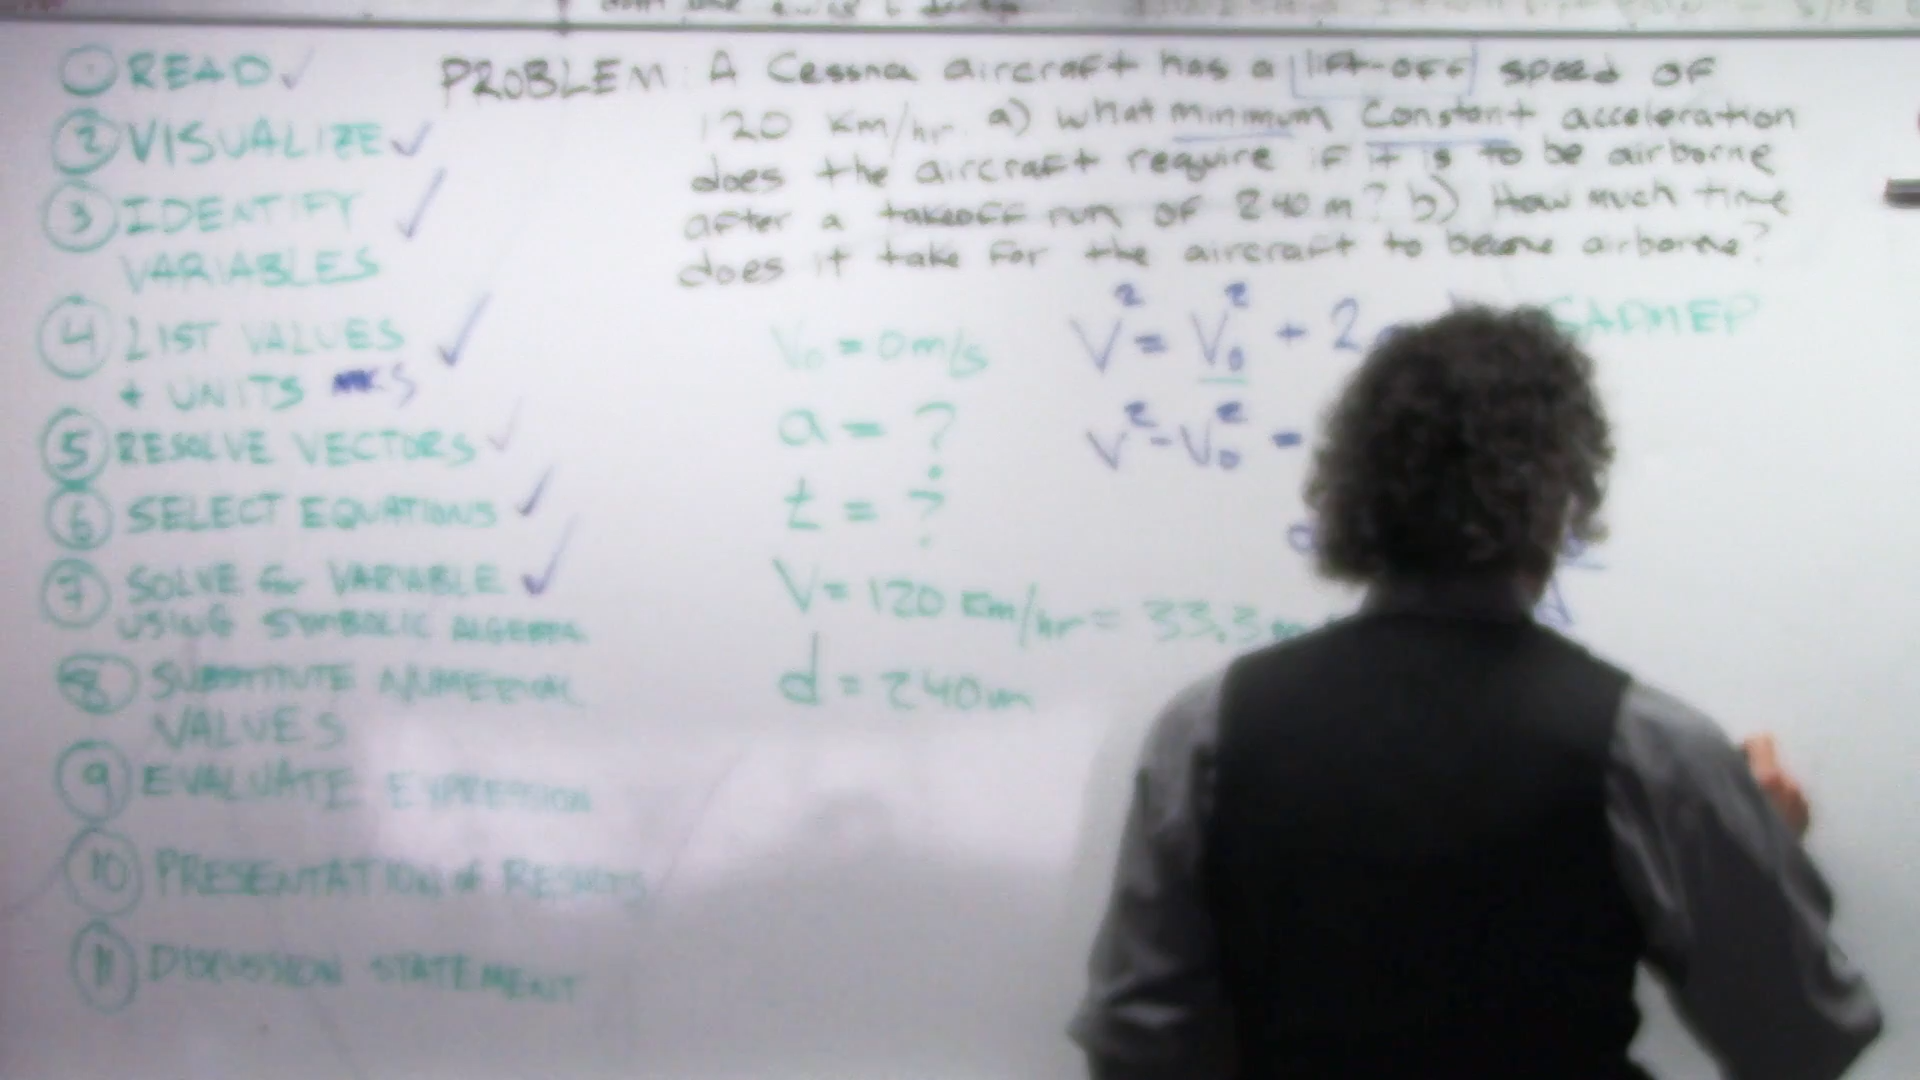 ① READ ✓
② VISUALIZE ✓
③ IDENTIFY ✓
VARIABLES
④ LIST VALUES ✓
+ UNITS MKS
⑤ RESOLVE VECTORS ✓
⑥ SELECT EQUATIONS ✓
⑦ SOLVE for VARIABLE ✓
USING SYMBOLIC ALGEBRA
⑧ SUBSTITUTE NUMERICAL
VALUES
⑨ EVALUATE EXPRESSION
⑩ PRESENTATION of RESULTS
⑪ DISCUSSION STATEMENT
PROBLEM: A Cessna aircraft has a lift-off speed of
120 km/hr. a) what minimum constant acceleration
does the aircraft require if it is to be airborne
after a takeoff run of 240 m? b) How much time
does it take for the aircraft to become airborne?
V₀ = 0 m/s
a = ?
t = ?
V = 120 km/hr = 33.3
d = 240 m
V² = V₀² + 2
V² - V₀² =
SADMEP